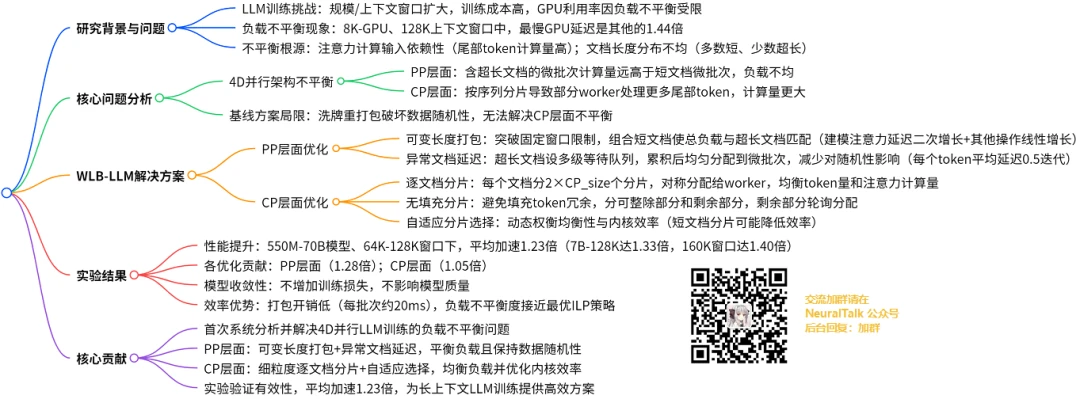 研究背景与问题
LLM训练挑战：规模/上下文窗口扩大，训练成本高，GPU利用率因负载不平衡受限
负载不平衡现象：8K-GPU、128K上下文窗口中，最慢GPU延迟是其他的1.44倍
不平衡根源：注意力计算输入依赖性（尾部token计算量高）；文档长度分布不均（多数短、少数超长）
核心问题分析
4D并行架构不平衡
PP层面：含超长文档的微批次计算量远高于短文档微批次，负载不均
CP层面：按序列分片导致部分worker处理更多尾部token，计算量更大
基线方案局限：洗牌重打包破坏数据随机性，无法解决CP层面不平衡
WLB-LLM解决方案
PP层面优化
可变长度打包：突破固定窗口限制，组合短文档使总负载与超长文档匹配（建模注意力延迟二次增长+其他操作线性增长）
异常文档延迟：超长文档设多级等待队列，累积后均匀分配到微批次，减少对随机性影响（每个token平均延迟0.5迭代）
CP层面优化
逐文档分片：每个文档分2×CP_size个分片，对称分配给worker，均衡token量和注意力计算量
无填充分片：避免填充token冗余，分可整除部分和剩余部分，剩余部分轮询分配
自适应分片选择：动态权衡均衡性与内核效率（短文档分片可能降低效率）
实验结果
性能提升：550M-70B模型、64K-128K窗口下，平均加速1.23倍（7B-128K达1.33倍，160K窗口达1.40倍）
各优化贡献：PP层面（1.28倍）；CP层面（1.05倍）
模型收敛性：不增加训练损失，不影响模型质量
效率优势：打包开销低（每批次约20ms），负载不平衡度接近最优ILP策略
核心贡献
首次系统分析并解决4D并行LLM训练的负载不平衡问题
PP层面：可变长度打包+异常文档延迟，平衡负载且保持数据随机性
CP层面：细粒度逐文档分片+自适应选择，均衡负载并优化内核效率
实验验证有效性，平均加速1.23倍，为长上下文LLM训练提供高效方案
交流加群请在
NeuralTalk 公众号
后台回复：加群